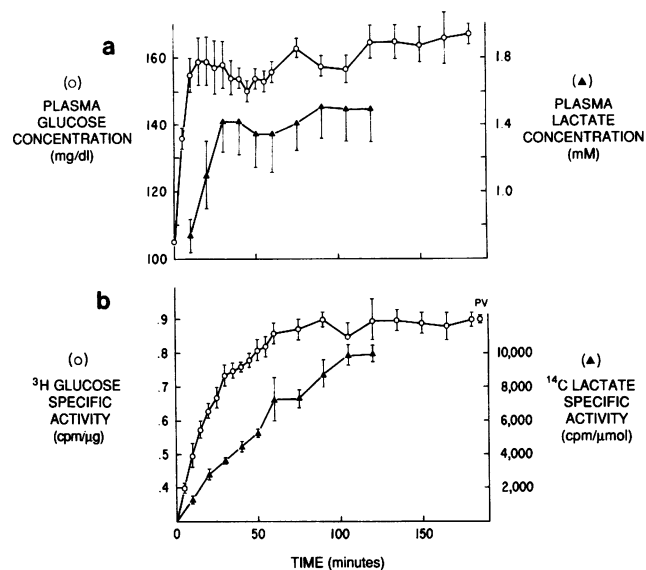 a
(○)
PLASMA
GLUCOSE
CONCENTRATION
(mg/dl)
160
140
120
100
1.8
1.4
1.0
(▲)
PLASMA
LACTATE
CONCENTRATION
(mM)
b
(○)
³H GLUCOSE
SPECIFIC
ACTIVITY
(cpm/µg)
.9
.8
.7
.6
.5
.4
PV
10,000
8,000
6,000
4,000
2,000
(▲)
¹⁴C LACTATE
SPECIFIC
ACTIVITY
(cpm/µmol)
0 50 100 150
TIME (minutes)